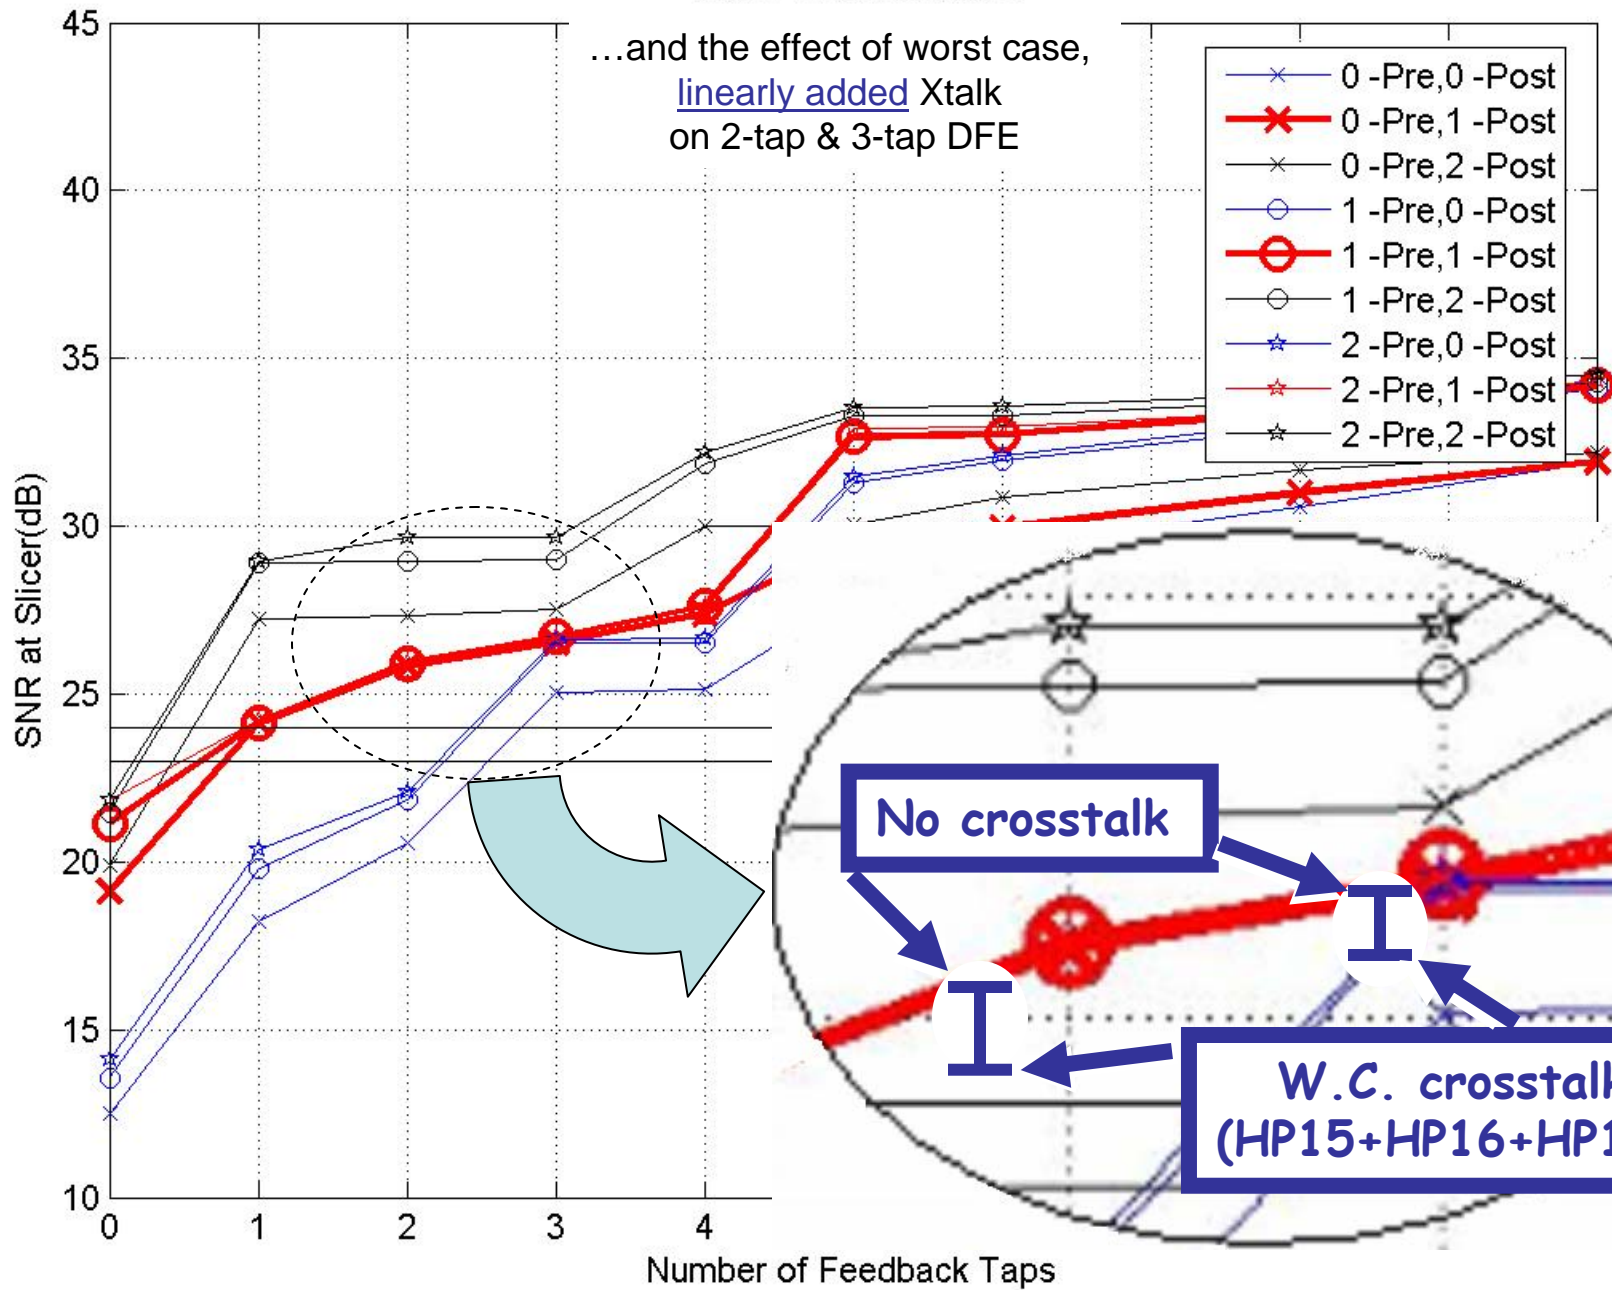 …and the effect of worst case,
linearly added Xtalk
on 2-tap & 3-tap DFE
0 -Pre,0 -Post
0 -Pre,1 -Post
0 -Pre,2 -Post
1 -Pre,0 -Post
1 -Pre,1 -Post
1 -Pre,2 -Post
2 -Pre,0 -Post
2 -Pre,1 -Post
2 -Pre,2 -Post
45
40
35
30
25
20
15
10
SNR at Slicer(dB)
No crosstalk
W.C. crosstalk
(HP15+HP16+HP1
0 1 2 3 4
Number of Feedback Taps